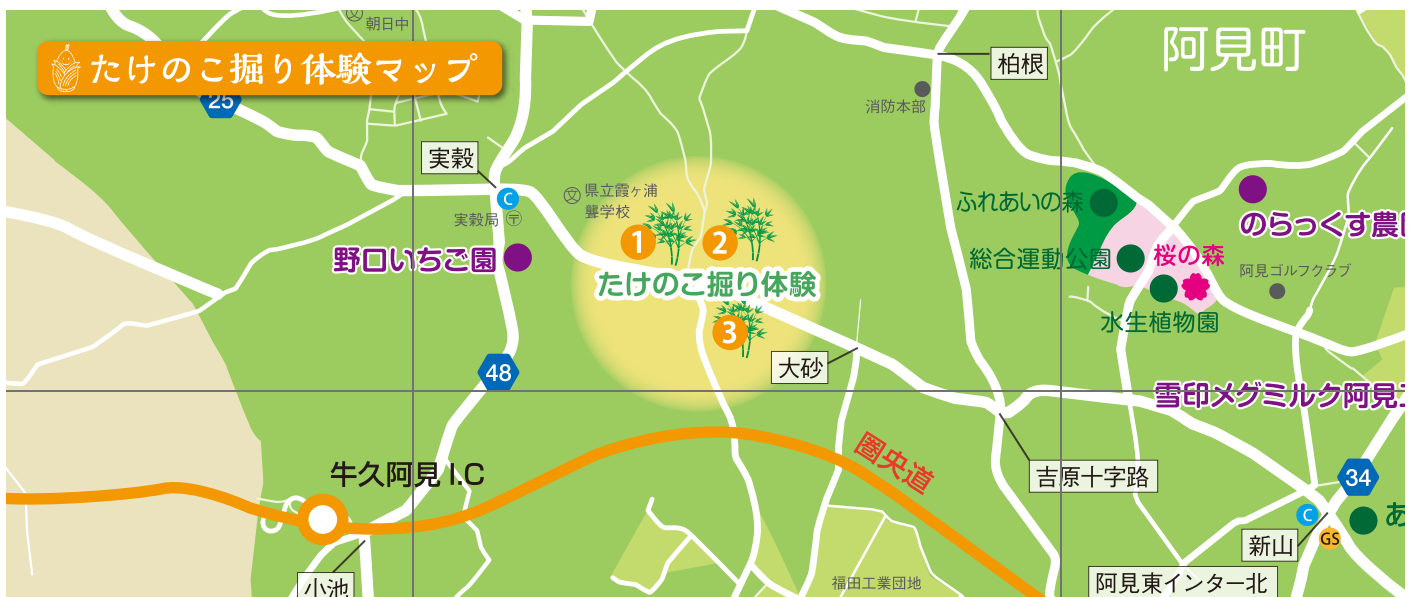 朝日中
たけのこ掘り体験マップ
25
阿見町
柏根
消防本部
実穀
C
実穀局
県立霞ヶ浦
聾学校
野口いちご園
1
2
たけのこ掘り体験
3
ふれあいの森
総合運動公園
桜の森
水生植物園
のらっくす農
阿見ゴルフクラブ
大砂
48
雪印メグミルク阿見
牛久阿見I.C
圏央道
吉原十字路
34
C
GS
あ
新山
小池
福田工業団地
阿見東インター北